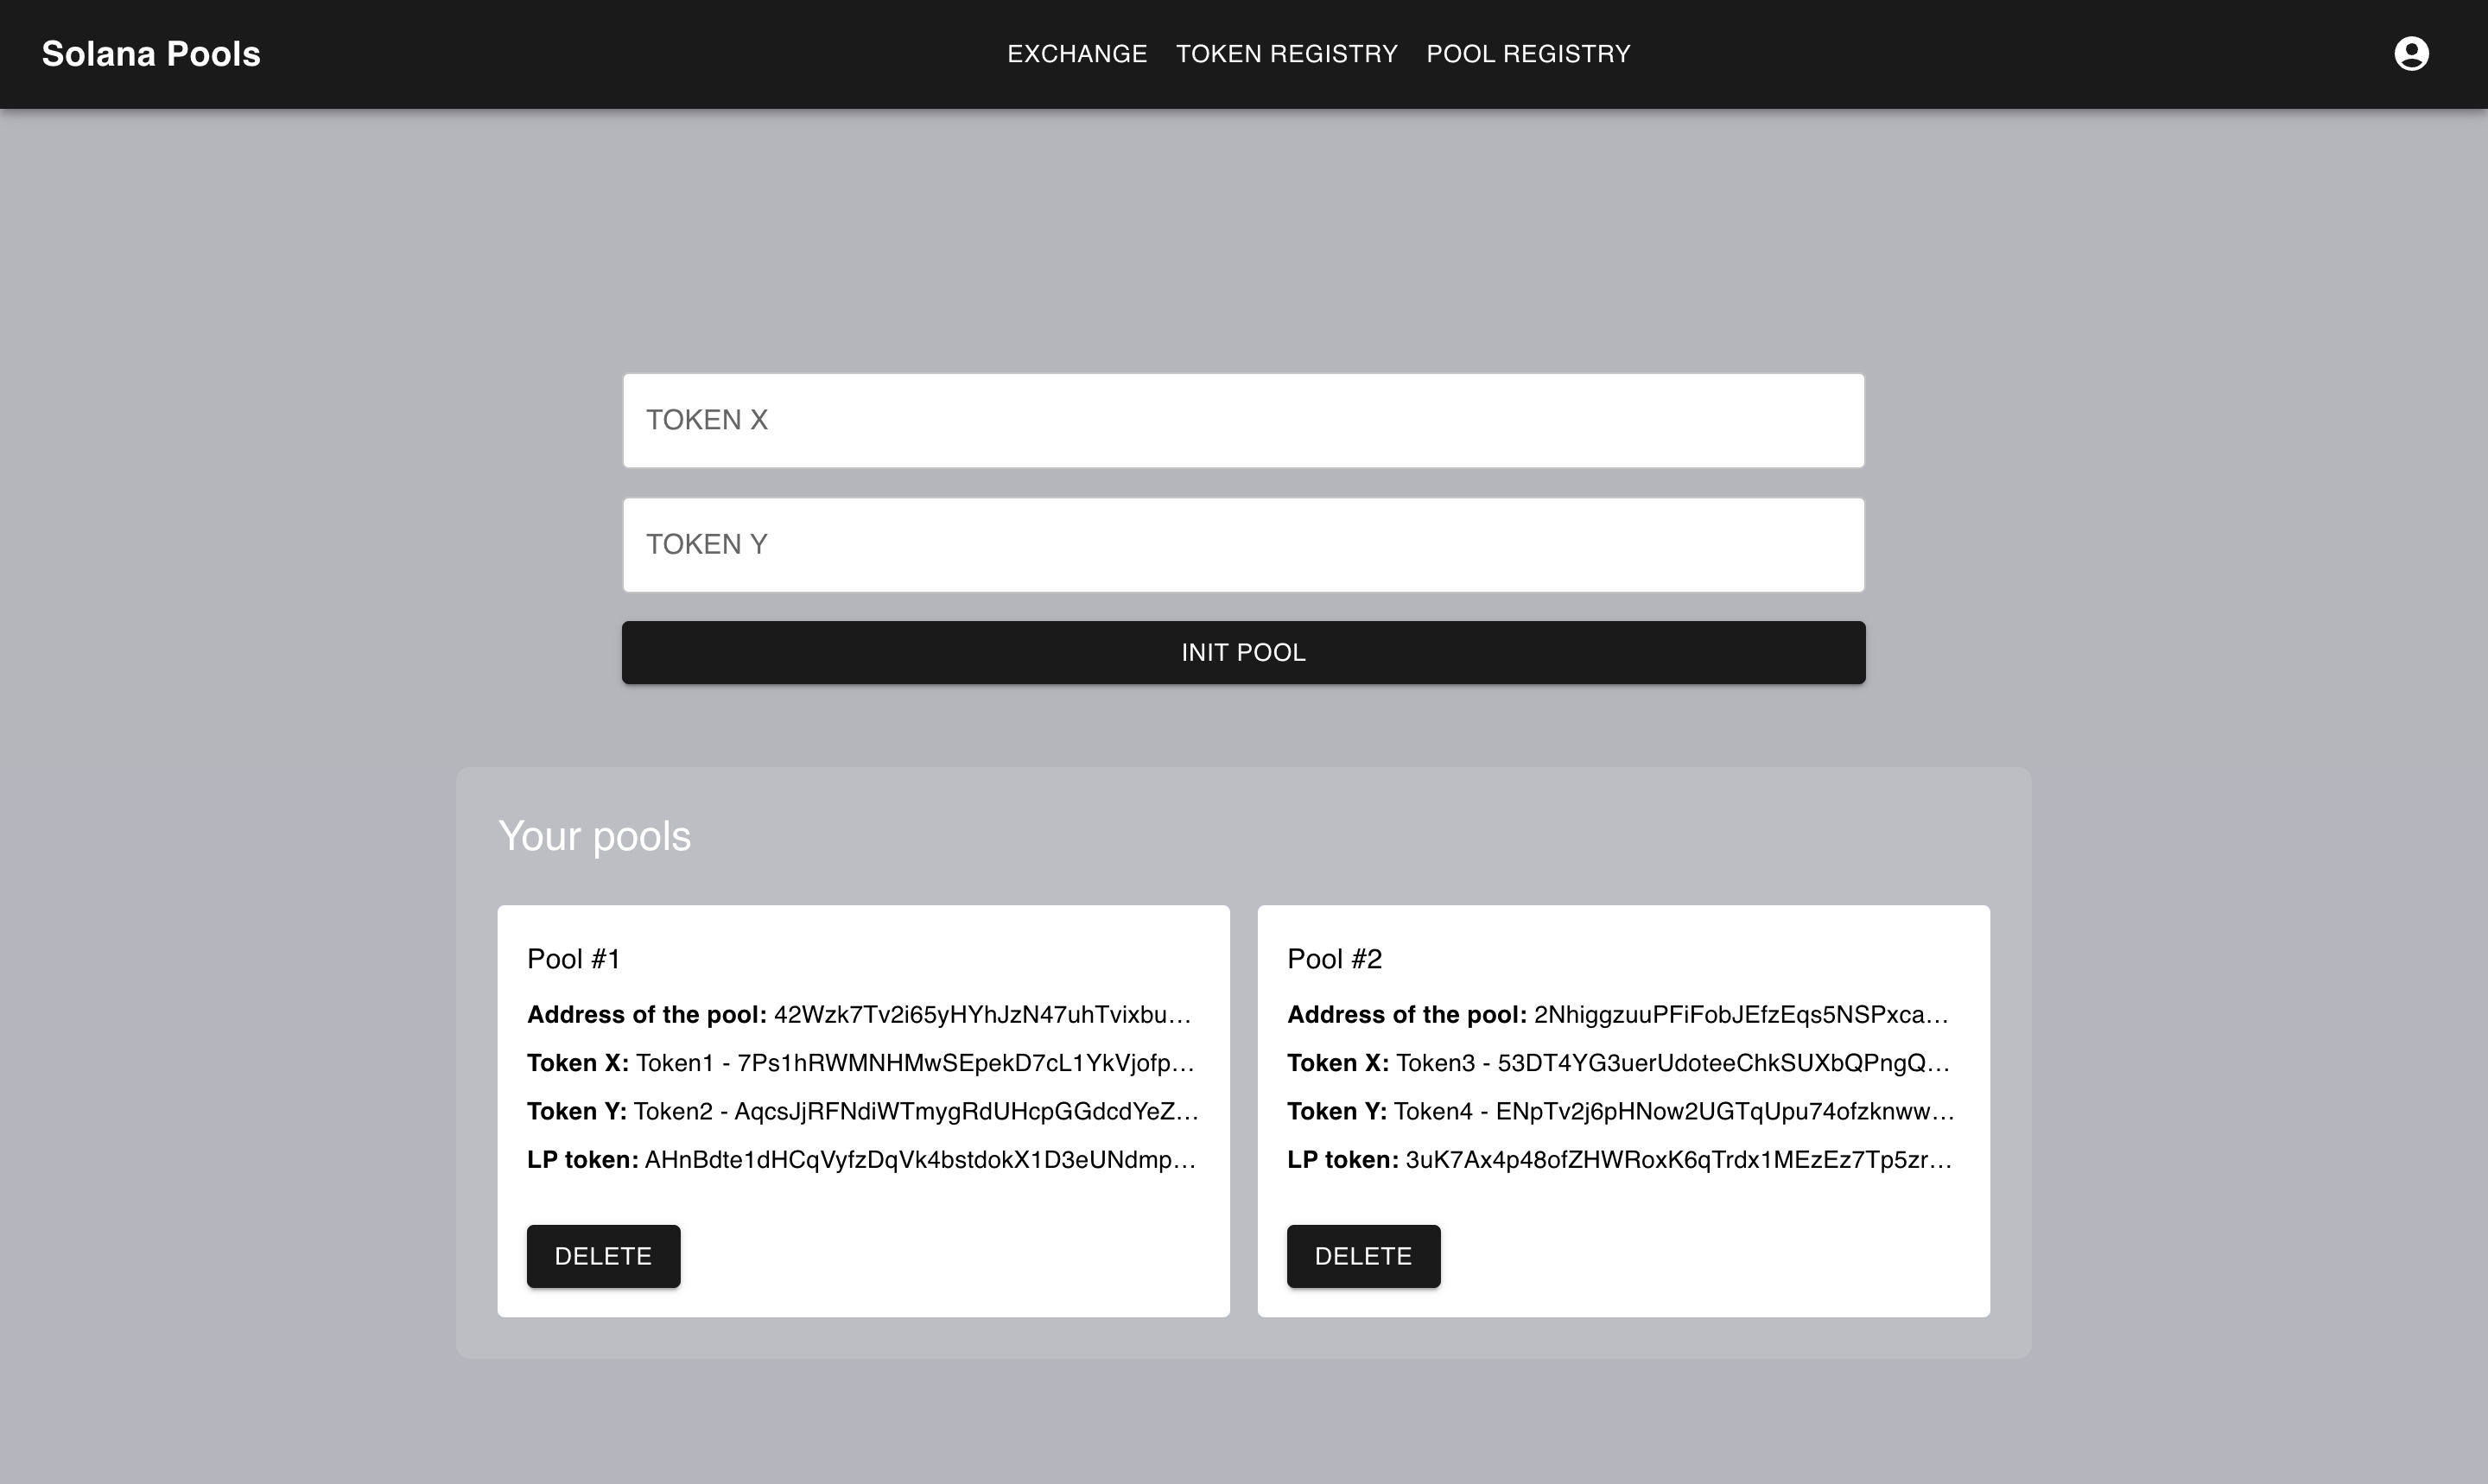 Solana Pools
EXCHANGE TOKEN REGISTRY POOL REGISTRY
TOKEN X
TOKEN Y
INIT POOL
Your pools
Pool #1
Address of the pool: 42Wzk7Tv2i65yHYhJzN47uhTvixbu...
Token X: Token1 - 7Ps1hRWMNHMwSEpekD7cL1YkVjofp...
Token Y: Token2 - AqcsJjRFNdiWTmygRdUHcpGGdcdYeZ...
LP token: AHnBdte1dHCqVyfzDqVk4bstdokX1D3eUNdmp...
DELETE
Pool #2
Address of the pool: 2NhiggzuuPFiFobJEfzEqs5NSPxca...
Token X: Token3 - 53DT4YG3uerUdoteeChkSUXbQPngQ...
Token Y: Token4 - ENpTv2j6pHNow2UGTqUpu74ofzknww...
LP token: 3uK7Ax4p48ofZHWRoxK6qTrdx1MEzEz7Tp5zr...
DELETE